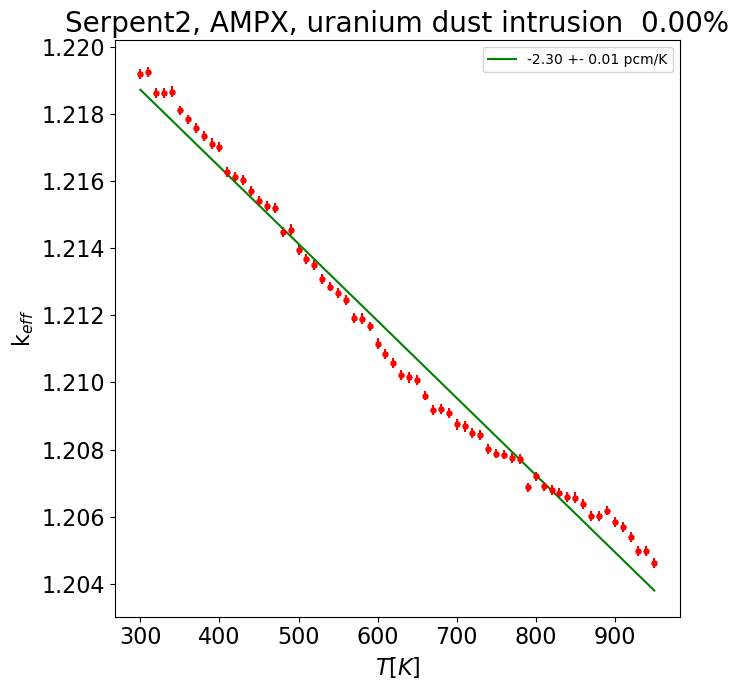 Serpent2, AMPX, uranium dust intrusion  0.00%
-2.30 +- 0.01 pcm/K
1.220
1.218
1.216
1.214
1.212
1.210
1.208
1.206
1.204
keff
300 400 500 600 700 800 900
T[K]